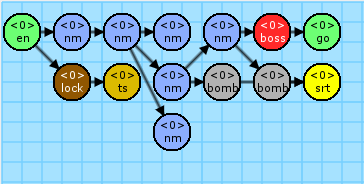 <0> <0> <0> <0> <0> <0> <0>
en nm nm nm nm boss go
<0> <0> <0> <0> <0> <0>
lock ts nm bomb bomb srt
<0>
nm